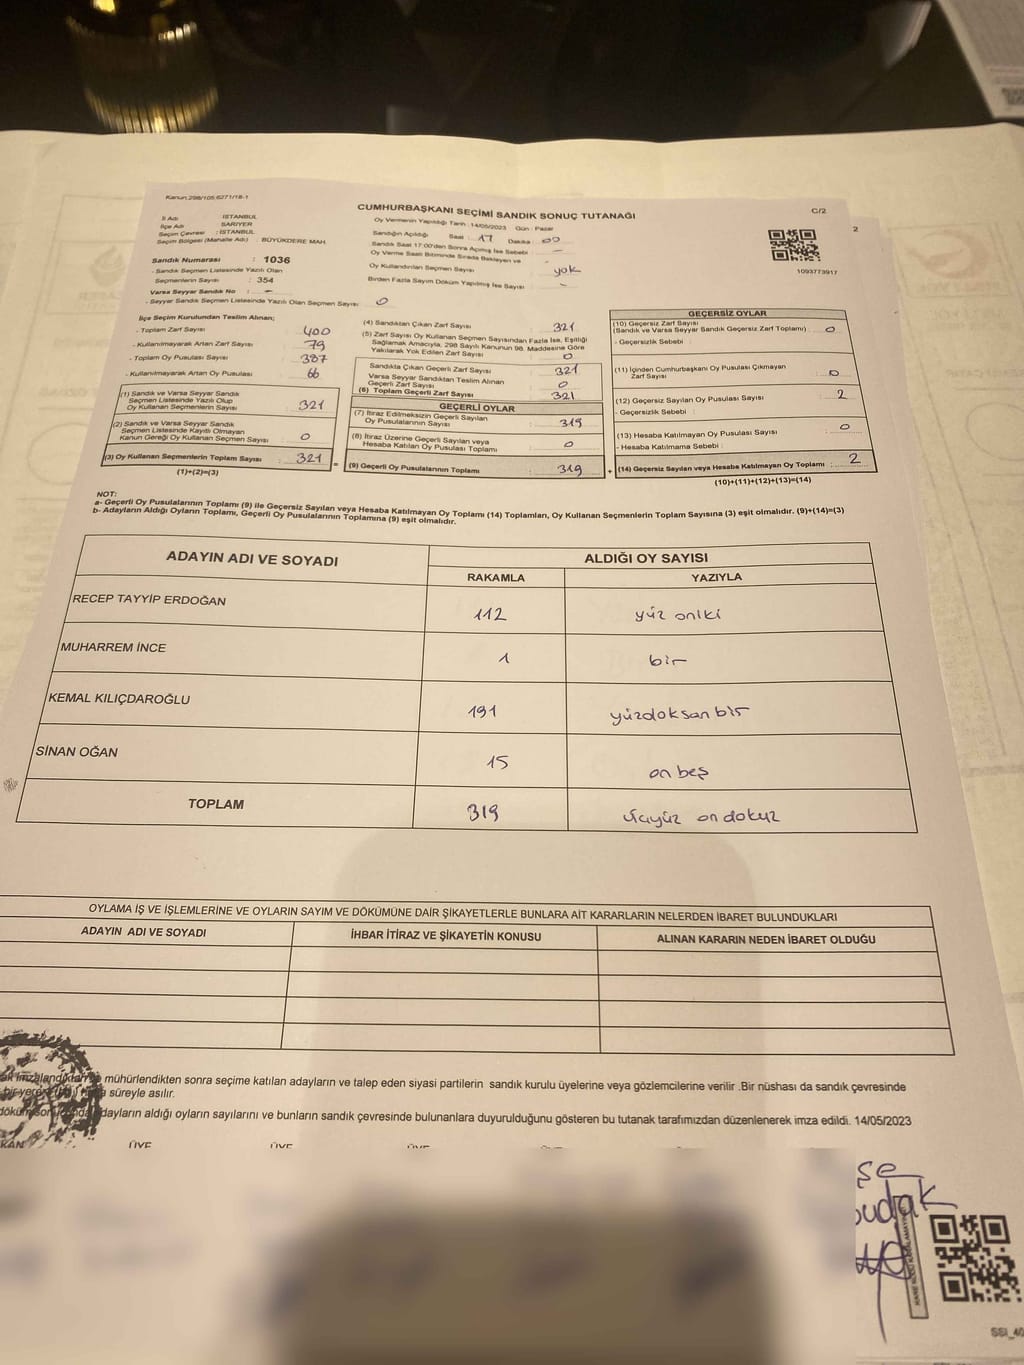 Kanun:298/105,6271/18-1
CUMHURBAŞKANI SEÇİMİ SANDIK SONUÇ TUTANAĞI
C/2
2
İl Adı : İSTANBUL
İlçe Adı : SARIYER
Seçim Çevresi : İSTANBUL
Seçim Bölgesi (Mahalle Adı) : BÜYÜKDERE MAH.
Oy Vermenin Yapıldığı Tarih : 14/05/2023 Gün : Pazar
Sandığın Açıldığı Saat : 17 Dakika : 00
Sandık Saat 17:00'den Sonra Açılmış İse Sebebi : -
Oy Verme Saati Bitiminde Sırada Bekleyen ve
Oy Kullandırılan Seçmen Sayısı : yok
Birden Fazla Sayım Döküm Yapılmış İse Sayısı : -
1093773917
Sandık Numarası : 1036
- Sandık Seçmen Listesinde Yazılı Olan
Seçmenlerin Sayısı : 354
Varsa Seyyar Sandık No : -
- Seyyar Sandık Seçmen Listesinde Yazılı Olan Seçmen Sayısı : 0
İlçe Seçim Kurulundan Teslim Alınan;
- Toplam Zarf Sayısı : 400
- Kullanılmayarak Artan Zarf Sayısı : 79
- Toplam Oy Pusulası Sayısı : 387
- Kullanılmayarak Artan Oy Pusulası : 66
(1) Sandık ve Varsa Seyyar Sandık
Seçmen Listesinde Yazılı Olup
Oy Kullanan Seçmenlerin Sayısı : 321
(2) Sandık ve Varsa Seyyar Sandık
Seçmen Listesinde Kayıtlı Olmayan
Kanun Gereği Oy Kullanan Seçmen Sayısı : 0
(3) Oy Kullanan Seçmenlerin Toplam Sayısı : 321
(1)+(2)=(3)
(4) Sandıktan Çıkan Zarf Sayısı : 321
(5) Zarf Sayısı Oy Kullanan Seçmen Sayısından Fazla İse, Eşitliği
Sağlamak Amacıyla, 298 Sayılı Kanunun 98. Maddesine Göre
Yakılarak Yok Edilen Zarf Sayısı : 0
Sandıkta Çıkan Geçerli Zarf Sayısı : 321
Varsa Seyyar Sandıktan Teslim Alınan
Geçerli Zarf Sayısı : 0
(6) Toplam Geçerli Zarf Sayısı : 321
GEÇERLİ OYLAR
(7) İtiraz Edilmeksizin Geçerli Sayılan
Oy Pusulalarının Sayısı : 319
(8) İtiraz Üzerine Geçerli Sayılan veya
Hesaba Katılan Oy Pusulası Toplamı : 0
(9) Geçerli Oy Pusulalarının Toplamı : 319
GEÇERSİZ OYLAR
(10) Geçersiz Zarf Sayısı
(Sandık ve Varsa Seyyar Sandık Geçersiz Zarf Toplamı) : 0
- Geçersizlik Sebebi :
(11) İçinden Cumhurbaşkanı Oy Pusulası Çıkmayan
Zarf Sayısı : 0
(12) Geçersiz Sayılan Oy Pusulası Sayısı : 2
- Geçersizlik Sebebi :
(13) Hesaba Katılmayan Oy Pusulası Sayısı : 0
- Hesaba Katılmama Sebebi :
(14) Geçersiz Sayılan veya Hesaba Katılmayan Oy Toplamı : 2
(10)+(11)+(12)+(13)=(14)
NOT:
a- Geçerli Oy Pusulalarının Toplamı (9) ile Geçersiz Sayılan veya Hesaba Katılmayan Oy Toplamı (14) Toplamları, Oy Kullanan Seçmenlerin Toplam Sayısına (3) eşit olmalıdır. (9)+(14)=(3)
b- Adayların Aldığı Oyların Toplamı, Geçerli Oy Pusulalarının Toplamına (9) eşit olmalıdır.
ADAYIN ADI VE SOYADI ALDIĞI OY SAYISI
RAKAMLA YAZIYLA
RECEP TAYYİP ERDOĞAN 112 yüz oniki
MUHARREM İNCE 1 bir
KEMAL KILIÇDAROĞLU 191 yüzdoksan bir
SİNAN OĞAN 15 on beş
TOPLAM 319 üçyüz on dokuz
OYLAMA İŞ VE İŞLEMLERİNE VE OYLARIN SAYIM VE DÖKÜMÜNE DAİR ŞİKAYETLERLE BUNLARA AİT KARARLARIN NELERDEN İBARET BULUNDUKLARI
ADAYIN ADI VE SOYADI İHBAR İTİRAZ VE ŞİKAYETİN KONUSU ALINAN KARARIN NEDEN İBARET OLDUĞU
mühürlendikten sonra seçime katılan adayların ve talep eden siyasi partilerin sandık kurulu üyelerine veya gözlemcilerine verilir .Bir nüshası da sandık çevresinde
süreyle asılır.
adayların aldığı oyların sayılarını ve bunların sandık çevresinde bulunanlara duyurulduğunu gösteren bu tutanak tarafımızdan düzenlenerek imza edildi. 14/05/2023
ÜYE ÜYE ÜYE ÜYE ÜYE
SSI_40